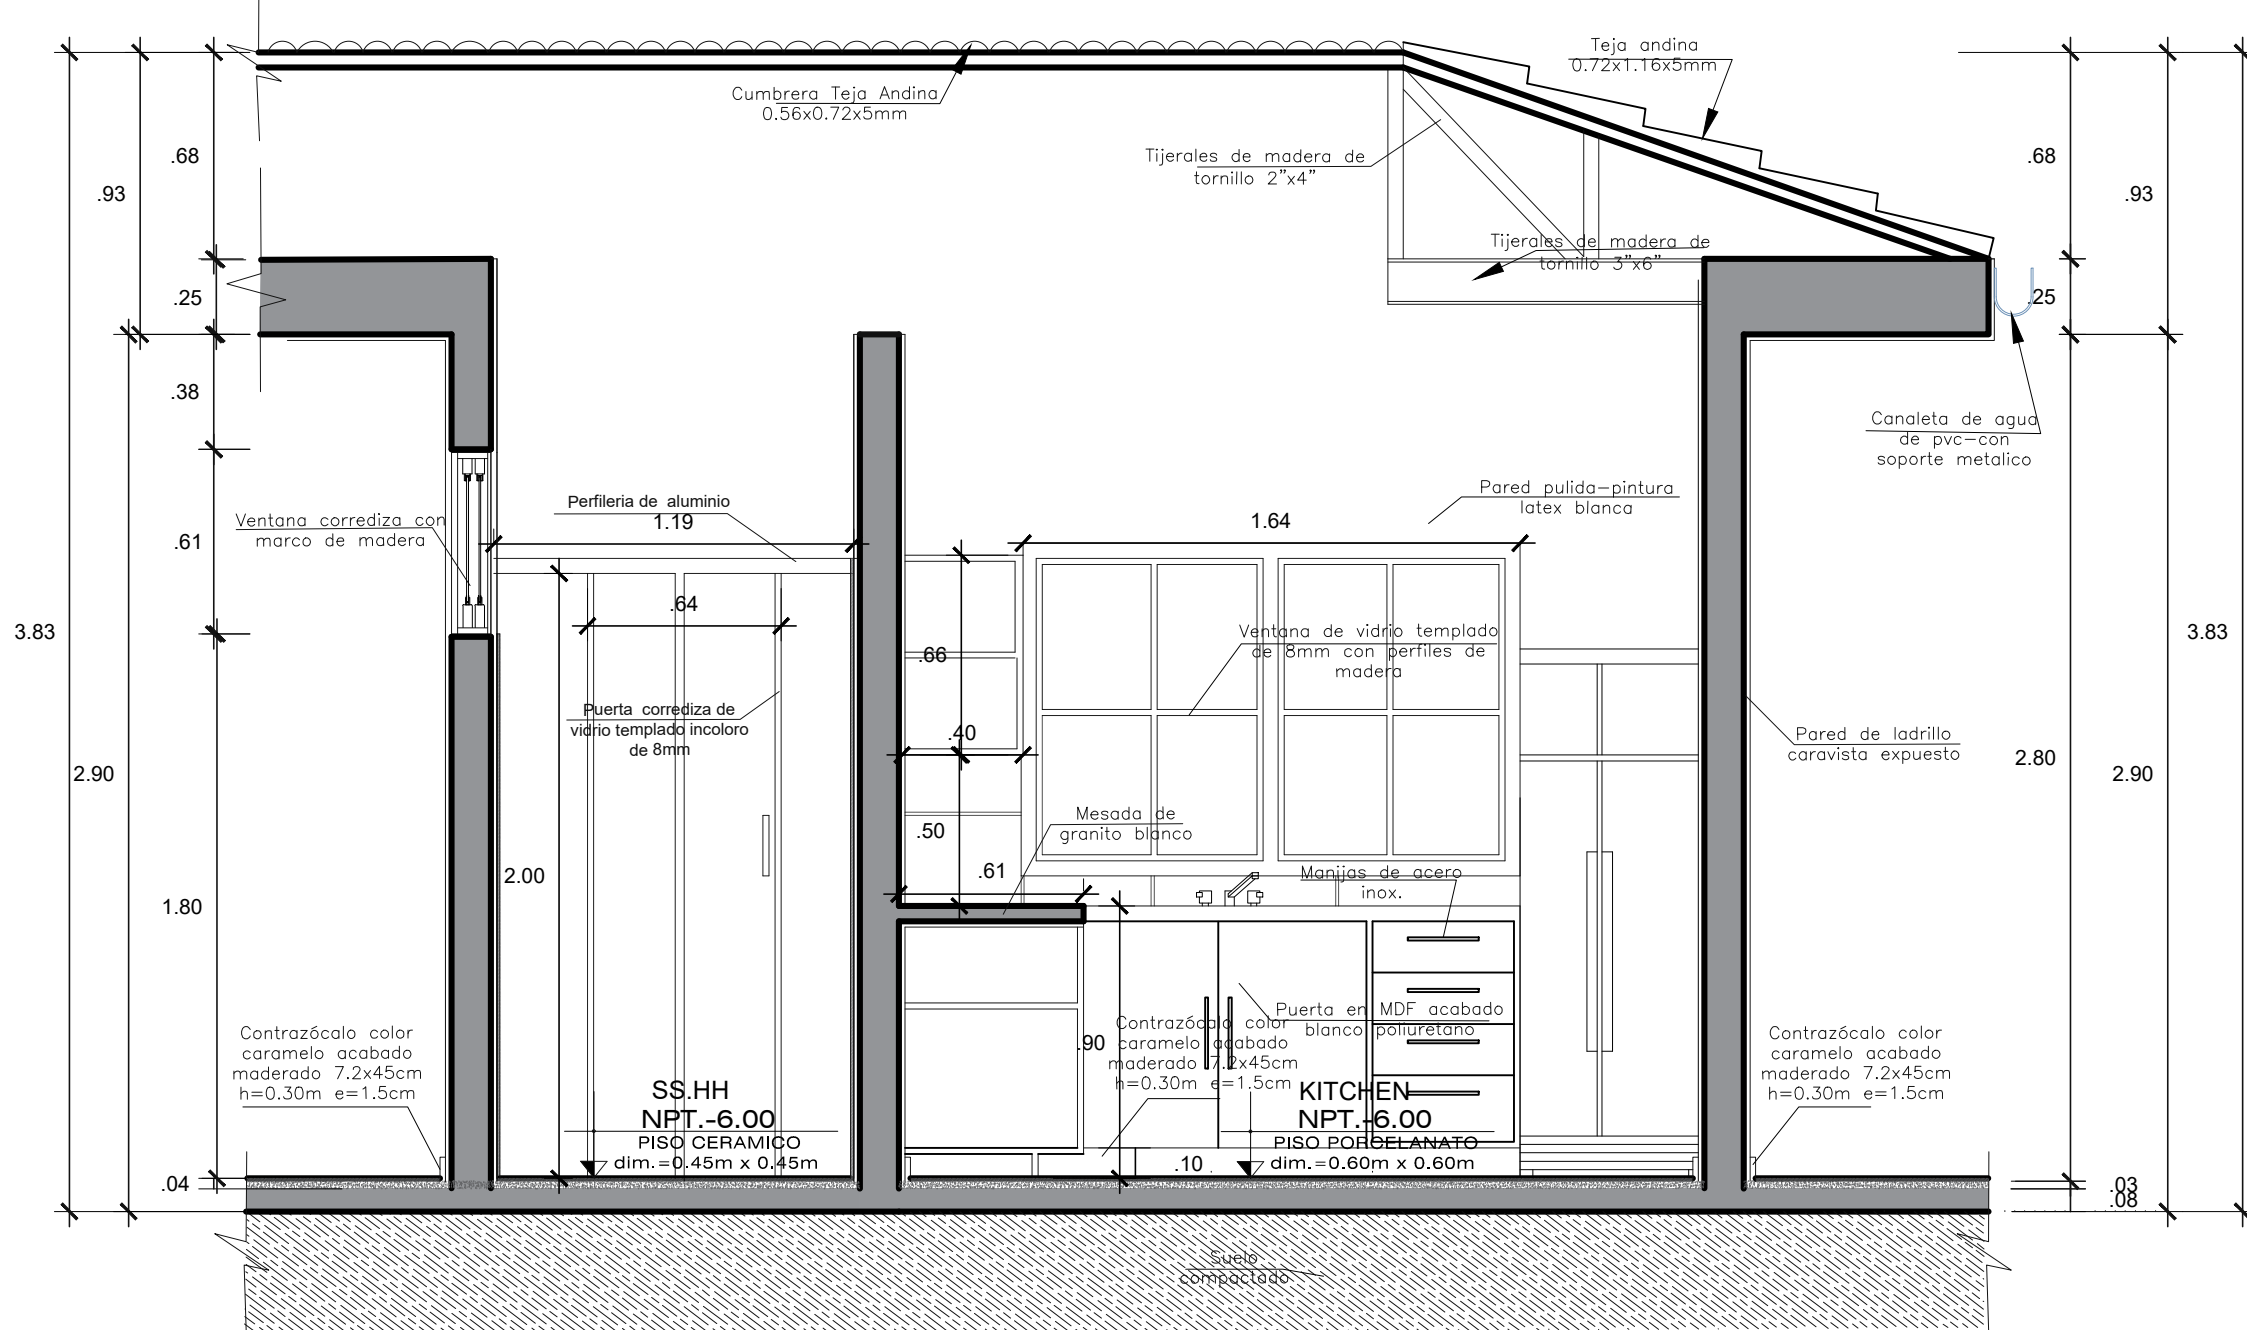 Teja andina
0.72x1.16x5mm
Cumbrera Teja Andina
0.56x0.72x5mm
Tijerales de madera de
tornillo 2"x4"
.68
.93
.68
.93
Tijerales de madera de
tornillo 3"x6"
.25
.25
.38
Canaleta de agua
de pvc-con
soporte metalico
Pared pulida-pintura
latex blanca
Perfileria de aluminio
1.19
1.64
Ventana corrediza con
marco de madera
.61
.64
3.83
3.83
Ventana de vidrio templado
de 8mm con perfiles de
madera
.66
Puerta corrediza de
vidrio templado incoloro
de 8mm
.40
Pared de ladrillo
caravista expuesto
2.90
2.80
2.90
Mesada de
granito blanco
.50
.61
Manijas de acero
inox.
2.00
1.80
Puerta en MDF acabado
blanco poliuretano
Contrazócalo color
caramelo acabado
maderado 7.2x45cm
h=0.30m e=1.5cm
.90
Contrazócalo color
caramelo acabado
maderado 7.2x45cm
h=0.30m e=1.5cm
Contrazócalo color
caramelo acabado
maderado 7.2x45cm
h=0.30m e=1.5cm
SS.HH
NPT.-6.00
PISO CERAMICO
dim.=0.45m x 0.45m
KITCHEN
NPT.-6.00
PISO PORCELANATO
dim.=0.60m x 0.60m
.10
.04
.03
.08
Suelo
compactado